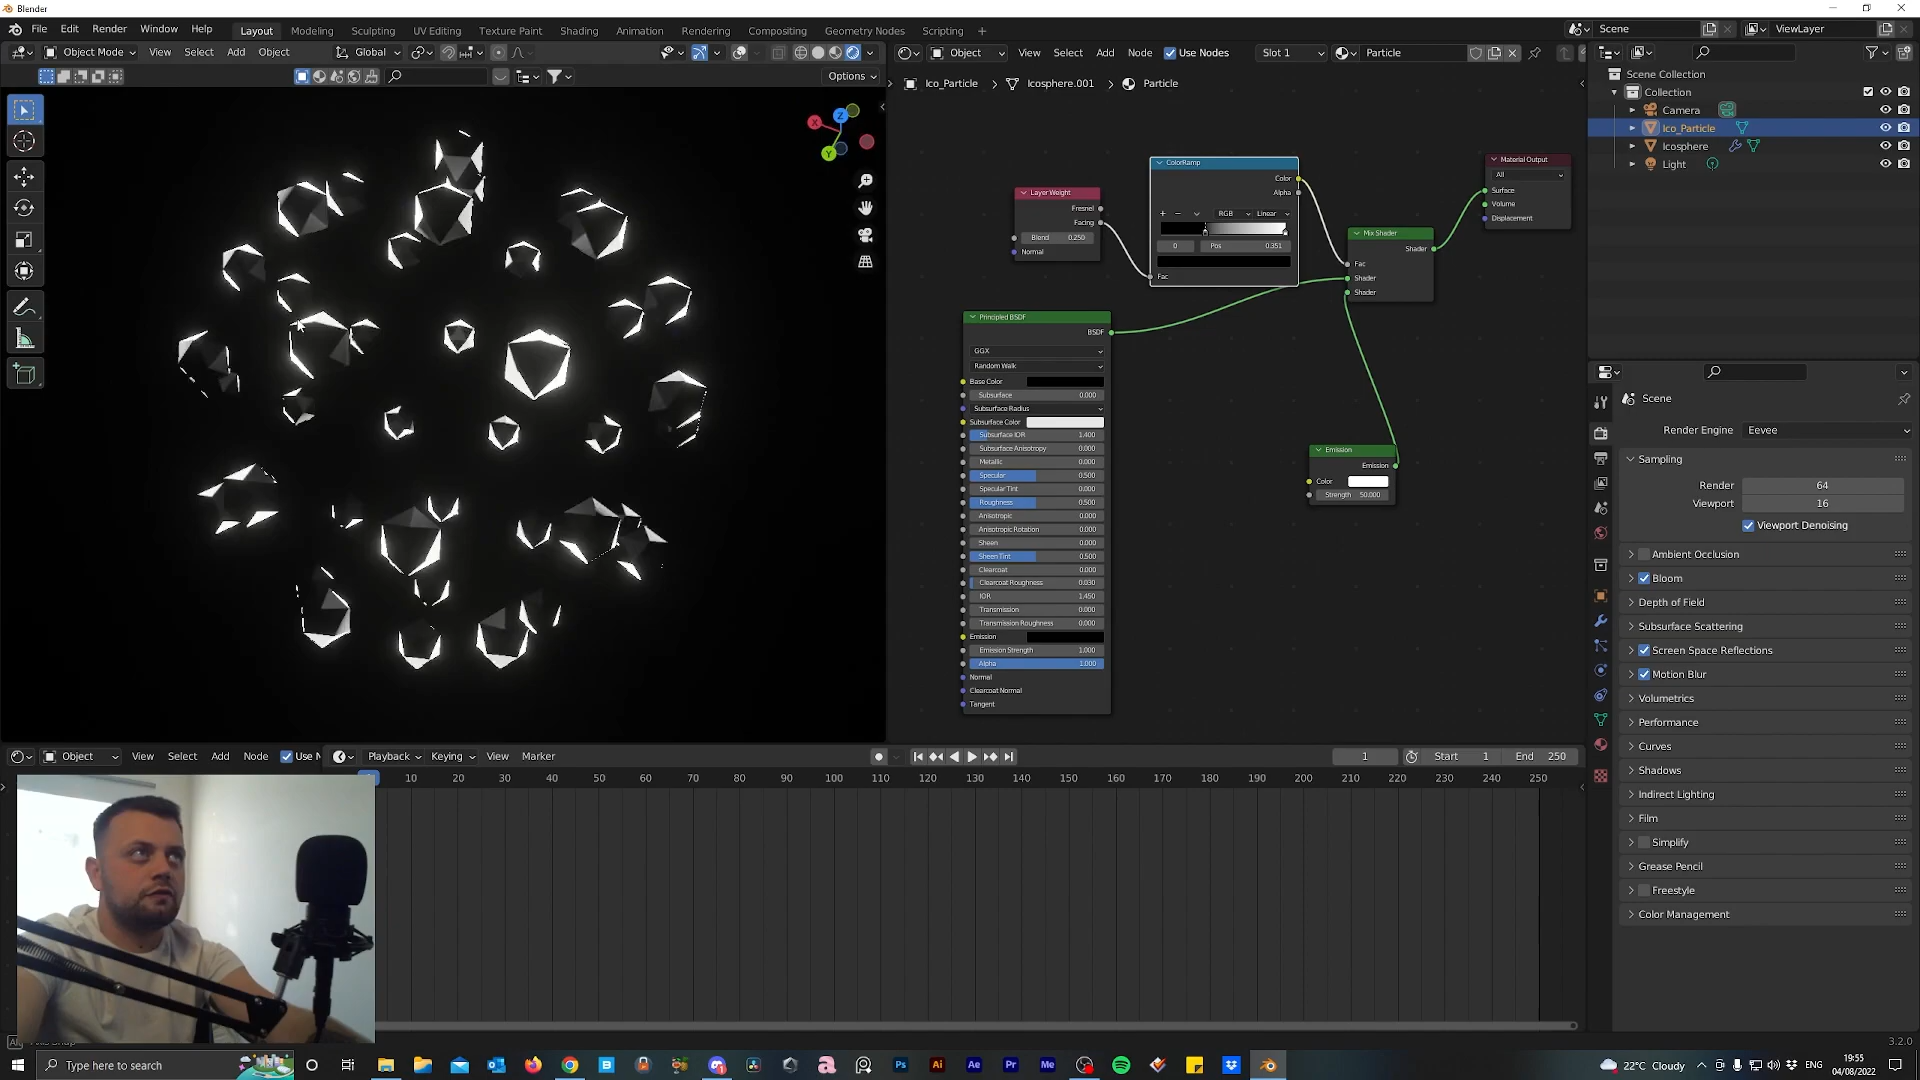 Blender
File Edit Render Window Help Layout Modeling Sculpting UV Editing Texture Paint Shading Animation Rendering Compositing Geometry Nodes Scripting + Scene ViewLayer
Object Mode View Select Add Object Global Object View Select Add Node Use Nodes Slot 1 Particle
Options
Ico_Particle > Icosphere.001 > Particle
Scene Collection
Collection
Camera
Ico_Particle
Icosphere
Light
X
Y
Z
Layer Weight
Fresnel
Facing
Blend 0.250
Normal
ColorRamp
Color
Alpha
+ − RGB Linear
0 Pos 0.351
Fac
Mix Shader
Shader
Fac
Shader
Shader
Material Output
All
Surface
Volume
Displacement
Principled BSDF
BSDF
GGX
Random Walk
Base Color
Subsurface 0.000
Subsurface Radius
Subsurface Color
Subsurface IOR 1.400
Subsurface Anisotropy 0.000
Metallic 0.000
Specular 0.500
Specular Tint 0.000
Roughness 0.500
Anisotropic 0.000
Anisotropic Rotation 0.000
Sheen 0.000
Sheen Tint 0.500
Clearcoat 0.000
Clearcoat Roughness 0.030
IOR 1.450
Transmission 0.000
Transmission Roughness 0.000
Emission
Emission Strength 1.000
Alpha 1.000
Normal
Clearcoat Normal
Tangent
Emission
Emission
Color
Strength 50.000
Scene
Render Engine Eevee
Sampling
Render 64
Viewport 16
Viewport Denoising
Ambient Occlusion
Bloom
Depth of Field
Subsurface Scattering
Screen Space Reflections
Motion Blur
Volumetrics
Performance
Curves
Shadows
Indirect Lighting
Film
Simplify
Grease Pencil
Freestyle
Color Management
Object View Select Add Node Use N Playback Keying View Marker 1 Start 1 End 250
10 20 30 40 50 60 70 80 90 100 110 120 130 140 150 160 170 180 190 200 210 220 230 240 250
3.2.0
Type here to search
B a Ps Ai Ae Pr Me
22°C Cloudy ENG 19:55
04/08/2022